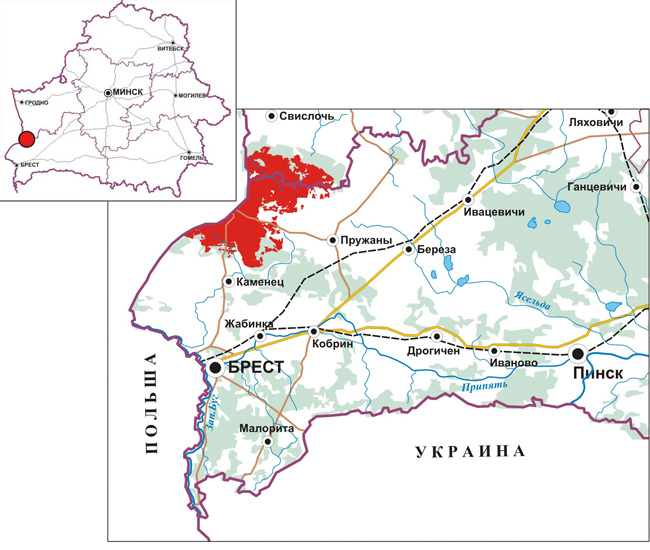 ВИТЕБСК
МИНСК
ГРОДНО
МОГИЛЕВ
БРЕСТ
ГОМЕЛЬ
Свислочь
Ляховичи
Ганцевичи
Ивацевичи
Пружаны
Береза
Каменец
Ясельда
Жабинка
Кобрин
Дрогичен
Иваново
БРЕСТ
Пинск
Припять
ПОЛЬША
Зап.Буг
Малорита
УКРАИНА